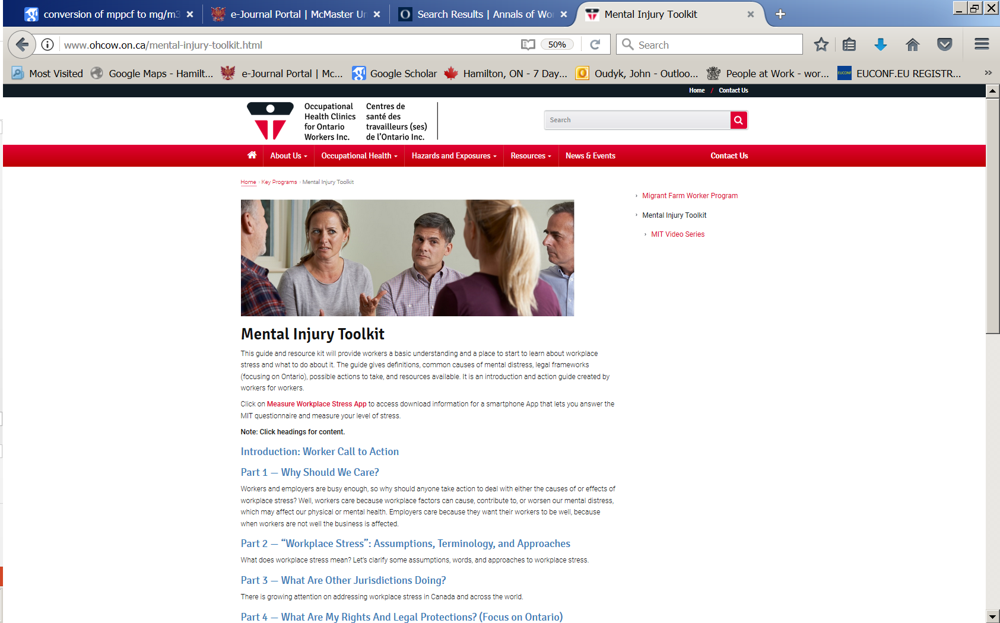 conversion of mppcf to mg/m3
e-Journal Portal | McMaster Un
Search Results | Annals of Wo
Mental Injury Toolkit
www.ohcow.on.ca/mental-injury-toolkit.html
50%
Search
Most Visited
Google Maps - Hamilt...
e-Journal Portal | Mc...
Google Scholar
Hamilton, ON - 7 Day...
Oudyk, John - Outloo...
People at Work - wor...
EUCONF
EUCONF.EU REGISTR...
Home / Contact Us
Occupational
Health Clinics
for Ontario
Workers Inc.
Centres de
santé des
travailleurs (ses)
de l'Ontario Inc.
Search
About Us
Occupational Health
Hazards and Exposures
Resources
News & Events
Contact Us
Home › Key Programs › Mental Injury Toolkit
Migrant Farm Worker Program
Mental Injury Toolkit
MIT Video Series
Mental Injury Toolkit
This guide and resource kit will provide workers a basic understanding and a place to start to learn about workplace
stress and what to do about it. The guide gives definitions, common causes of mental distress, legal frameworks
(focusing on Ontario), possible actions to take, and resources available. It is an introduction and action guide created by
workers for workers.
Click on Measure Workplace Stress App to access download information for a smartphone App that lets you answer the
MIT questionnaire and measure your level of stress.
Note: Click headings for content.
Introduction: Worker Call to Action
Part 1 — Why Should We Care?
Workers and employers are busy enough, so why should anyone take action to deal with either the causes of or effects of
workplace stress? Well, workers care because workplace factors can cause, contribute to, or worsen our mental distress,
which may affect our physical or mental health. Employers care because they want their workers to be well, because
when workers are not well the business is affected.
Part 2 — “Workplace Stress”: Assumptions, Terminology, and Approaches
What does workplace stress mean? Let's clarify some assumptions, words, and approaches to workplace stress.
Part 3 — What Are Other Jurisdictions Doing?
There is growing attention on addressing workplace stress in Canada and across the world.
Part 4 — What Are My Rights And Legal Protections? (Focus on Ontario)